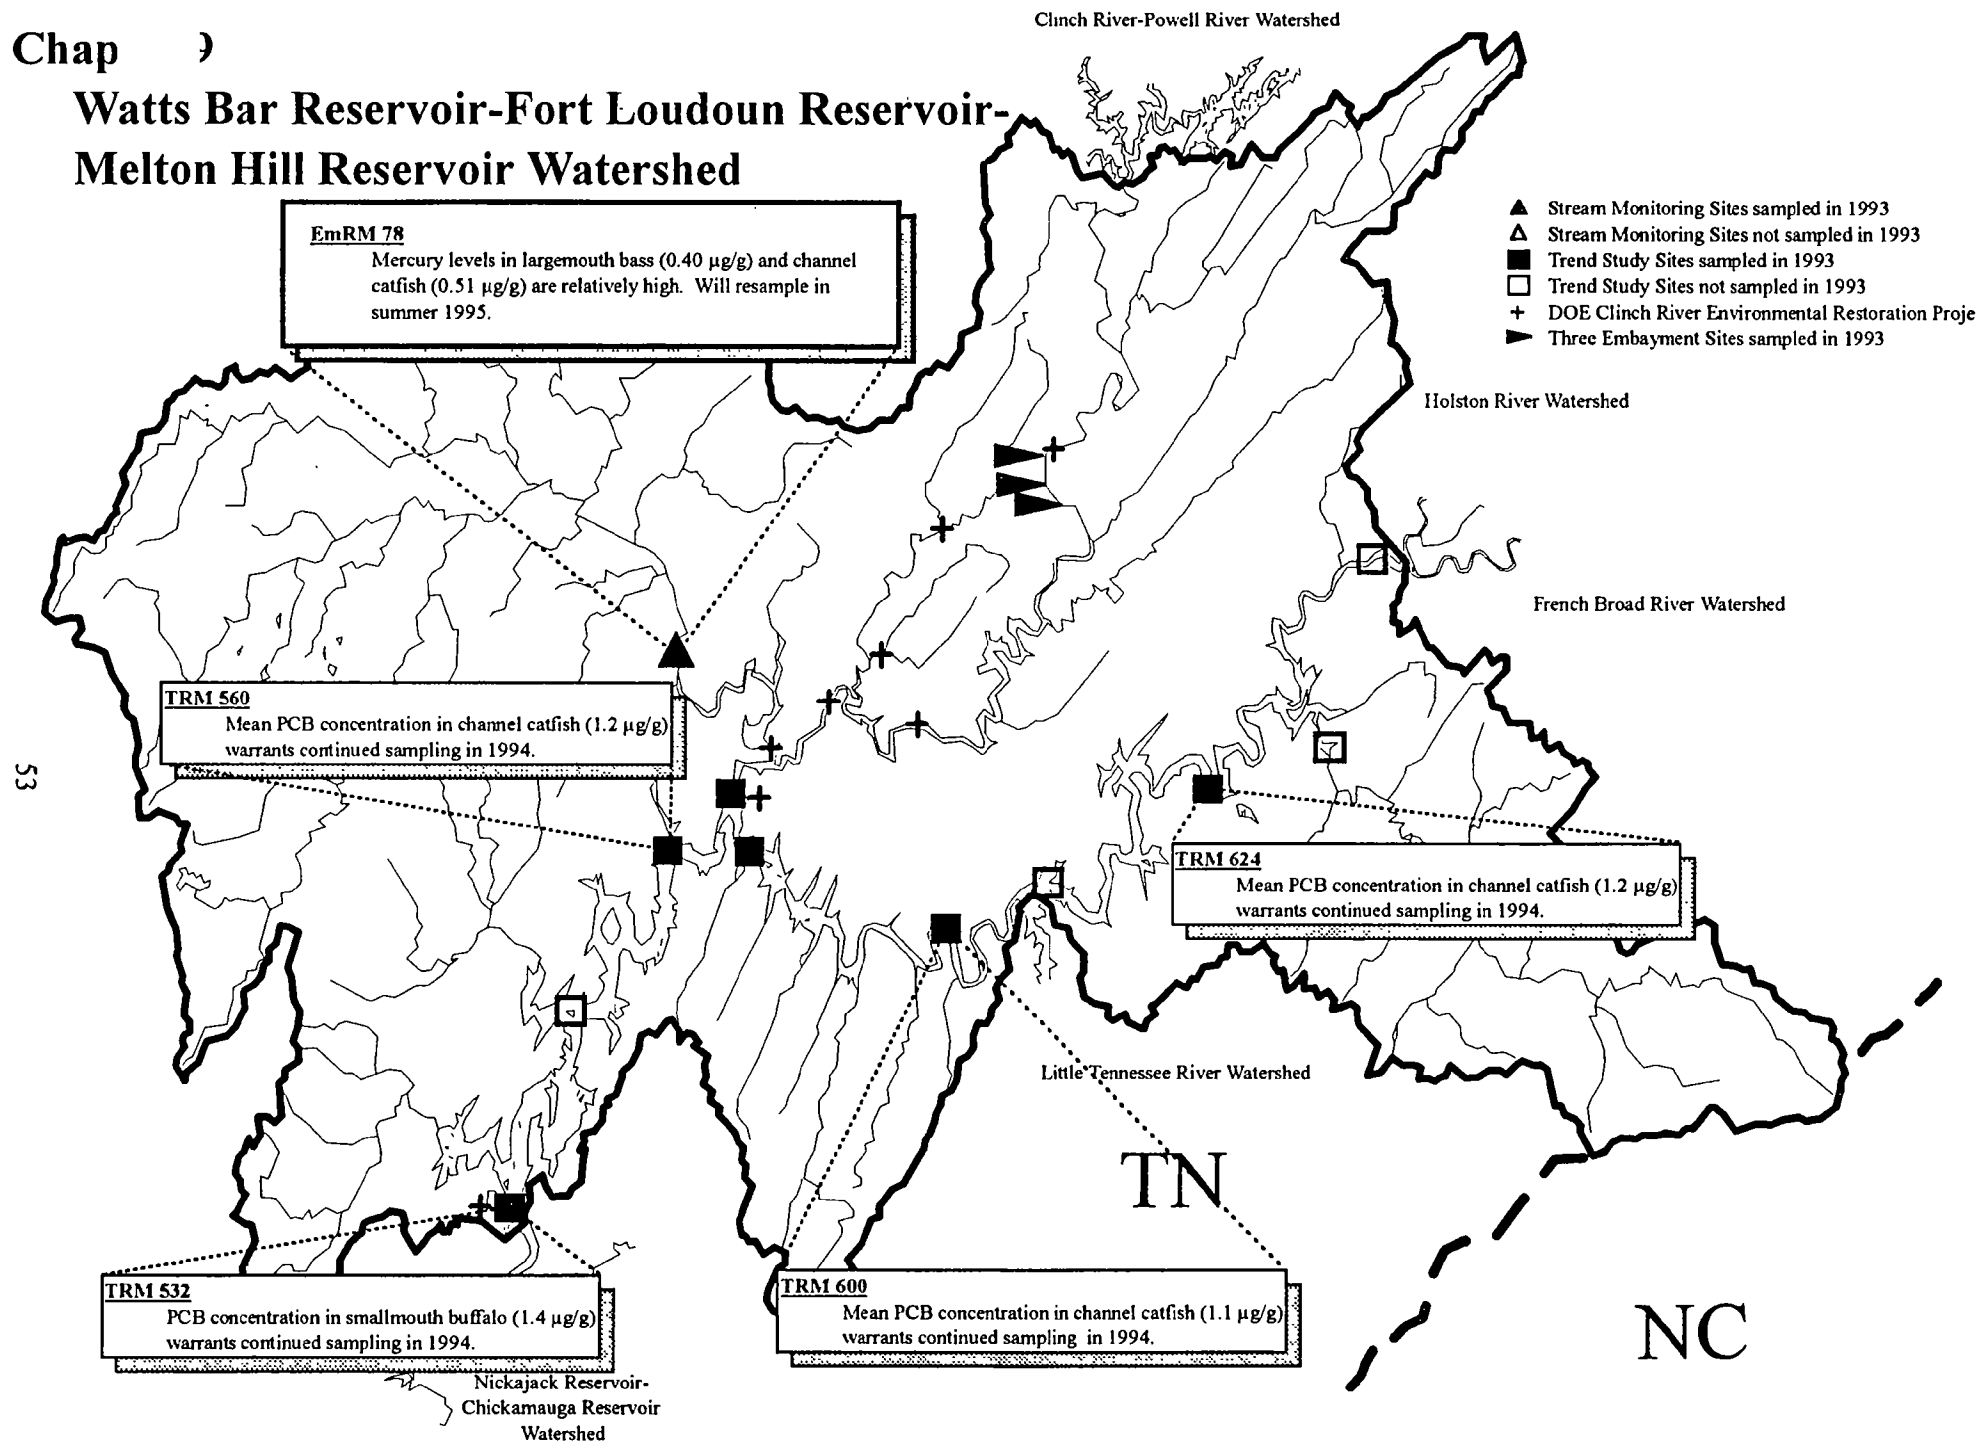 Chap 9
Watts Bar Reservoir-Fort Loudoun Reservoir-
Melton Hill Reservoir Watershed
Clinch River-Powell River Watershed
EmRM 78
Mercury levels in largemouth bass (0.40 µg/g) and channel
catfish (0.51 µg/g) are relatively high. Will resample in
summer 1995.
Stream Monitoring Sites sampled in 1993
Stream Monitoring Sites not sampled in 1993
Trend Study Sites sampled in 1993
Trend Study Sites not sampled in 1993
DOE Clinch River Environmental Restoration Proje
Three Embayment Sites sampled in 1993
Holston River Watershed
French Broad River Watershed
TRM 560
Mean PCB concentration in channel catfish (1.2 µg/g)
warrants continued sampling in 1994.
53
TRM 624
Mean PCB concentration in channel catfish (1.2 µg/g)
warrants continued sampling in 1994.
Little Tennessee River Watershed
TN
TRM 532
PCB concentration in smallmouth buffalo (1.4 µg/g)
warrants continued sampling in 1994.
TRM 600
Mean PCB concentration in channel catfish (1.1 µg/g)
warrants continued sampling in 1994.
NC
Nickajack Reservoir-
Chickamauga Reservoir
Watershed